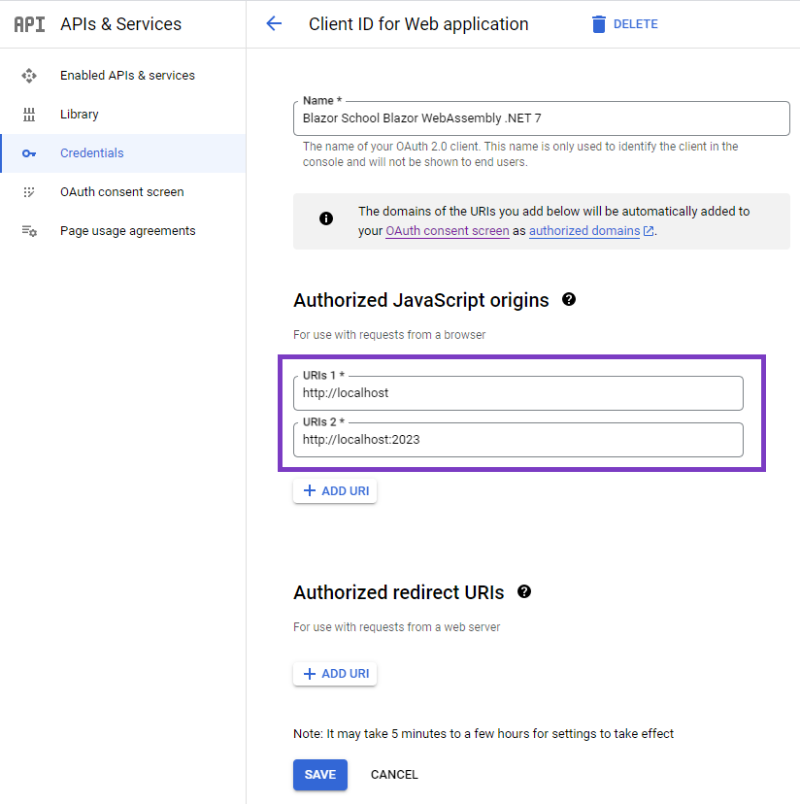 API APIs & Services
Enabled APIs & services
Library
Credentials
OAuth consent screen
Page usage agreements
Client ID for Web application
DELETE
Name *
Blazor School Blazor WebAssembly .NET 7
The name of your OAuth 2.0 client. This name is only used to identify the client in the
console and will not be shown to end users.
The domains of the URIs you add below will be automatically added to
your OAuth consent screen as authorized domains.
Authorized JavaScript origins
For use with requests from a browser
URIs 1 *
http://localhost
URIs 2 *
http://localhost:2023
+ ADD URI
Authorized redirect URIs
For use with requests from a web server
+ ADD URI
Note: It may take 5 minutes to a few hours for settings to take effect
SAVE
CANCEL